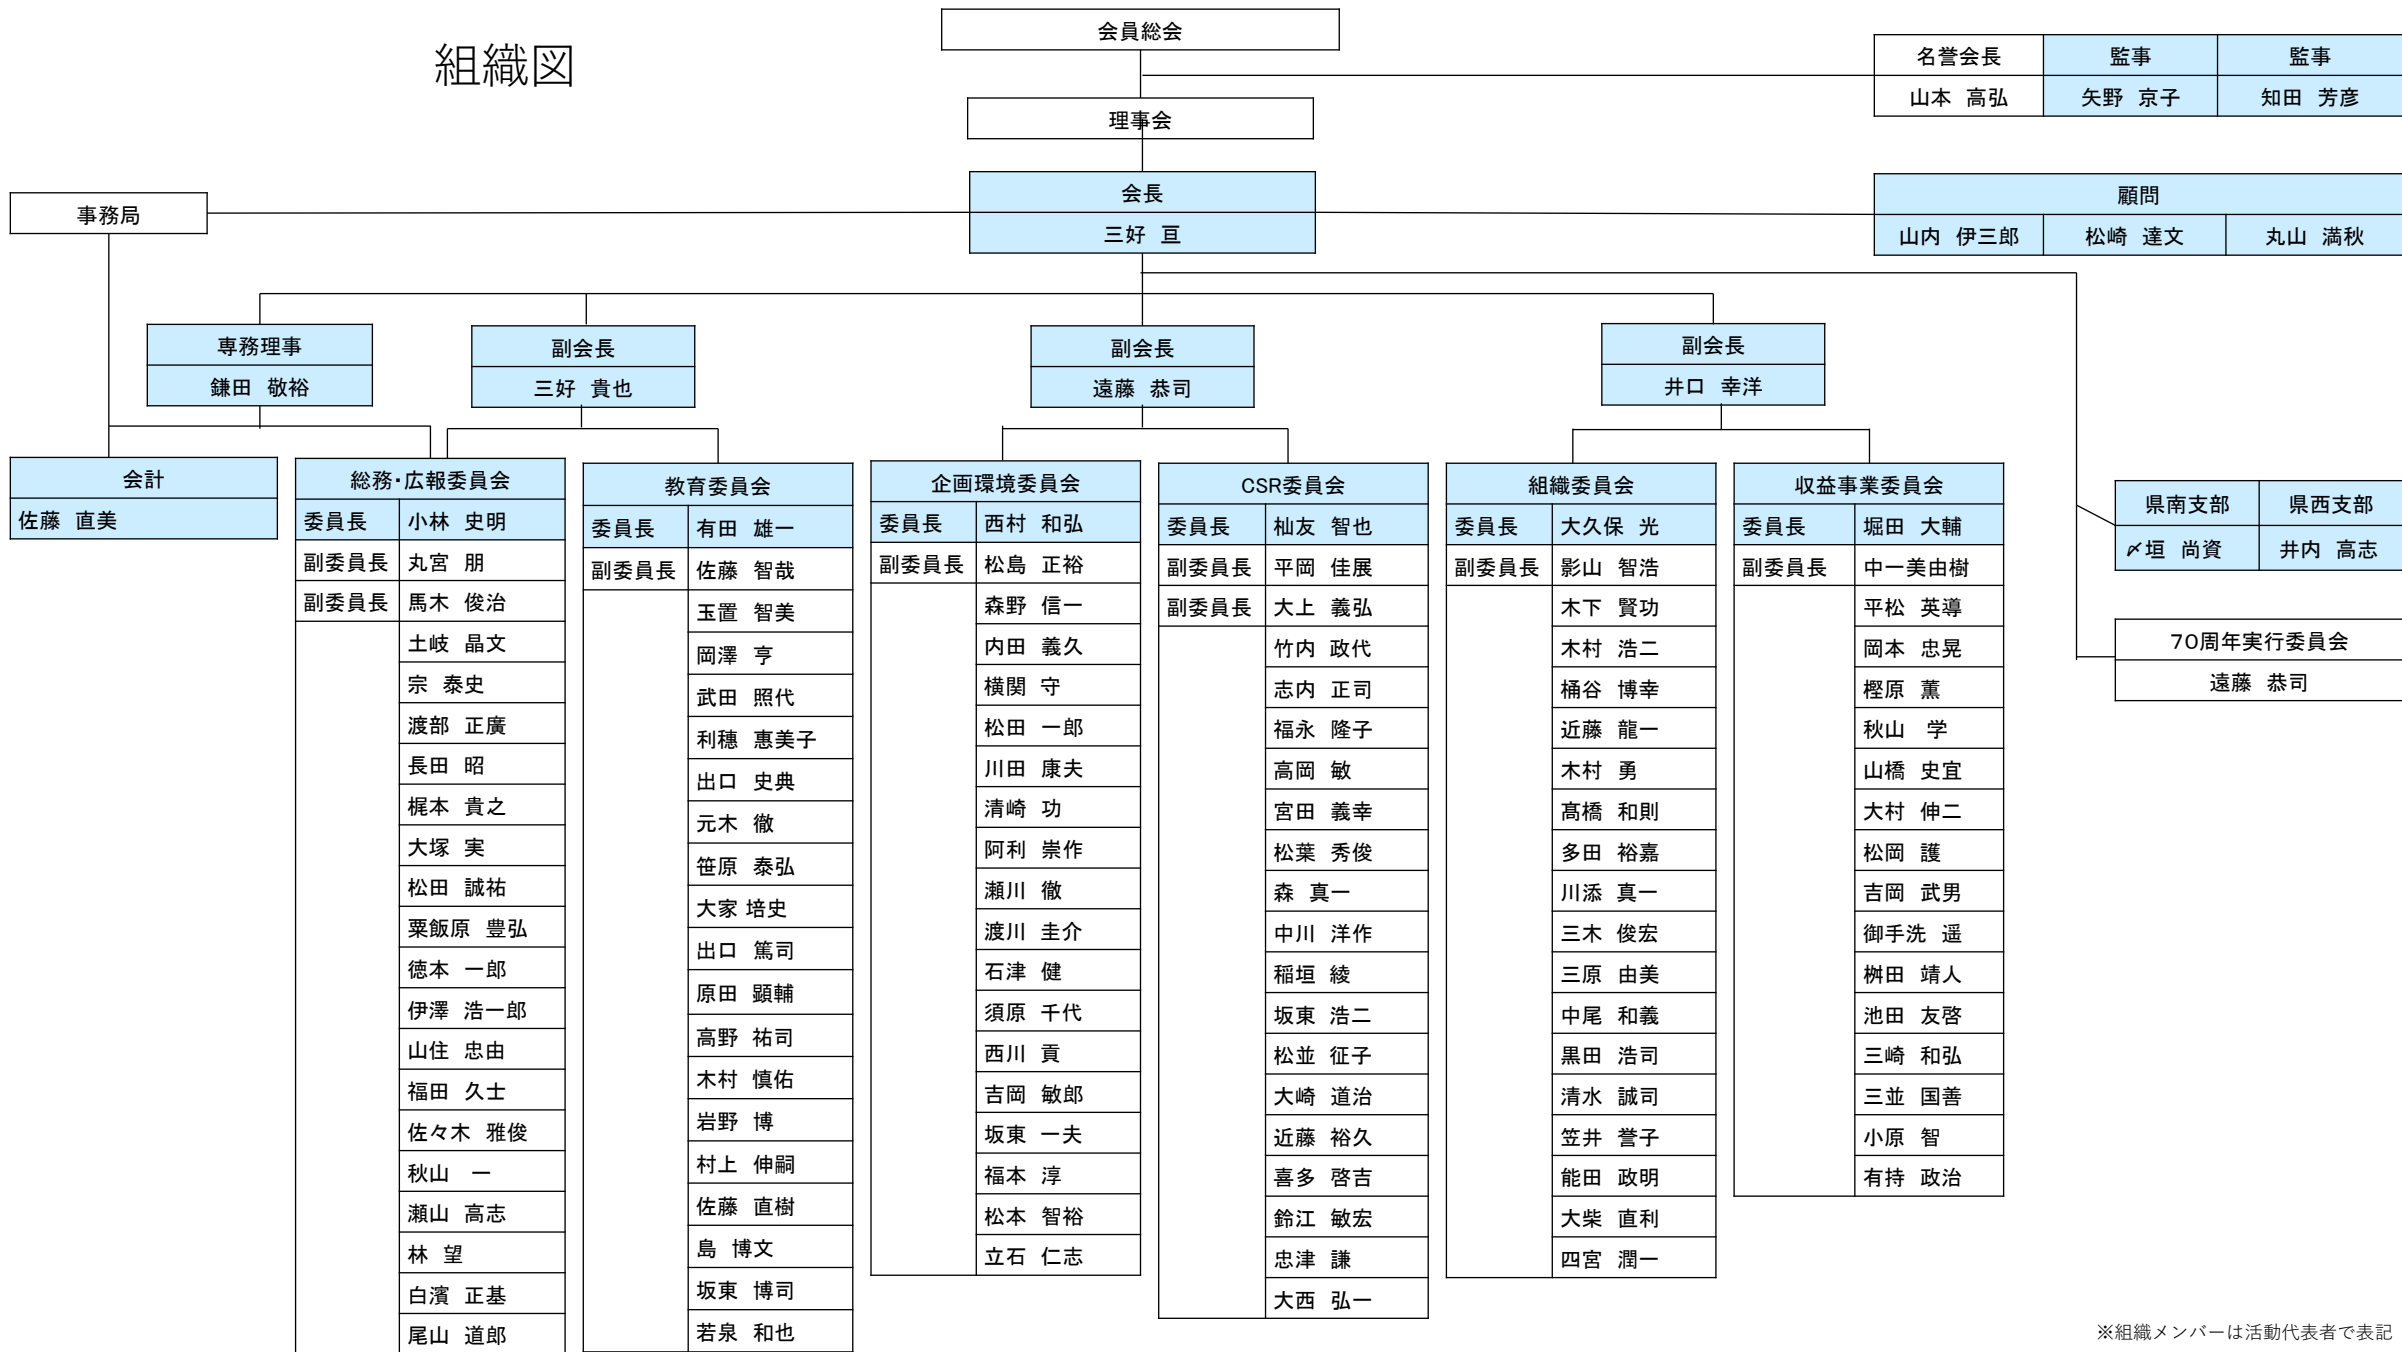 組織図
会員総会
名誉会長 監事 監事
山本 高弘 矢野 京子 知田 芳彦
理事会
会長
三好 亘
事務局
顧問
山内 伊三郎 松崎 達文 丸山 満秋
専務理事
鎌田 敬裕
副会長
三好 貴也
副会長
遠藤 恭司
副会長
井口 幸洋
会計
佐藤 直美
総務・広報委員会
委員長 小林 史明
副委員長 丸宮 朋
副委員長 馬木 俊治
土岐 晶文
宗 泰史
渡部 正廣
長田 昭
梶本 貴之
大塚 実
松田 誠祐
粟飯原 豊弘
徳本 一郎
伊澤 浩一郎
山住 忠由
福田 久士
佐々木 雅俊
秋山 一
瀬山 高志
林 望
白濱 正基
尾山 道郎
教育委員会
委員長 有田 雄一
副委員長 佐藤 智哉
玉置 智美
岡澤 亨
武田 照代
利穗 惠美子
出口 史典
元木 徹
笹原 泰弘
大家 培史
出口 篤司
原田 顕輔
高野 祐司
木村 慎佑
岩野 博
村上 伸嗣
佐藤 直樹
島 博文
坂東 博司
若泉 和也
企画環境委員会
委員長 西村 和弘
副委員長 松島 正裕
森野 信一
内田 義久
横関 守
松田 一郎
川田 康夫
清崎 功
阿利 崇作
瀬川 徹
渡川 圭介
石津 健
須原 千代
西川 貢
吉岡 敏郎
坂東 一夫
福本 淳
松本 智裕
立石 仁志
CSR委員会
委員長 杣友 智也
副委員長 平岡 佳展
副委員長 大上 義弘
竹内 政代
志内 正司
福永 隆子
高岡 敏
宮田 義幸
松葉 秀俊
森 真一
中川 洋作
稲垣 綾
坂東 浩二
松並 征子
大崎 道治
近藤 裕久
喜多 啓吉
鈴江 敏宏
忠津 謙
大西 弘一
組織委員会
委員長 大久保 光
副委員長 影山 智浩
木下 賢功
木村 浩二
桶谷 博幸
近藤 龍一
木村 勇
髙橋 和則
多田 裕嘉
川添 真一
三木 俊宏
三原 由美
中尾 和義
黒田 浩司
清水 誠司
笠井 誉子
能田 政明
大柴 直利
四宮 潤一
収益事業委員会
委員長 堀田 大輔
副委員長 中一美由樹
平松 英導
岡本 忠晃
樫原 薫
秋山 学
山橋 史宜
大村 伸二
松岡 護
吉岡 武男
御手洗 遥
桝田 靖人
池田 友啓
三崎 和弘
三並 国善
小原 智
有持 政治
県南支部 県西支部
〆垣 尚資 井内 高志
70周年実行委員会
遠藤 恭司
※組織メンバーは活動代表者で表記